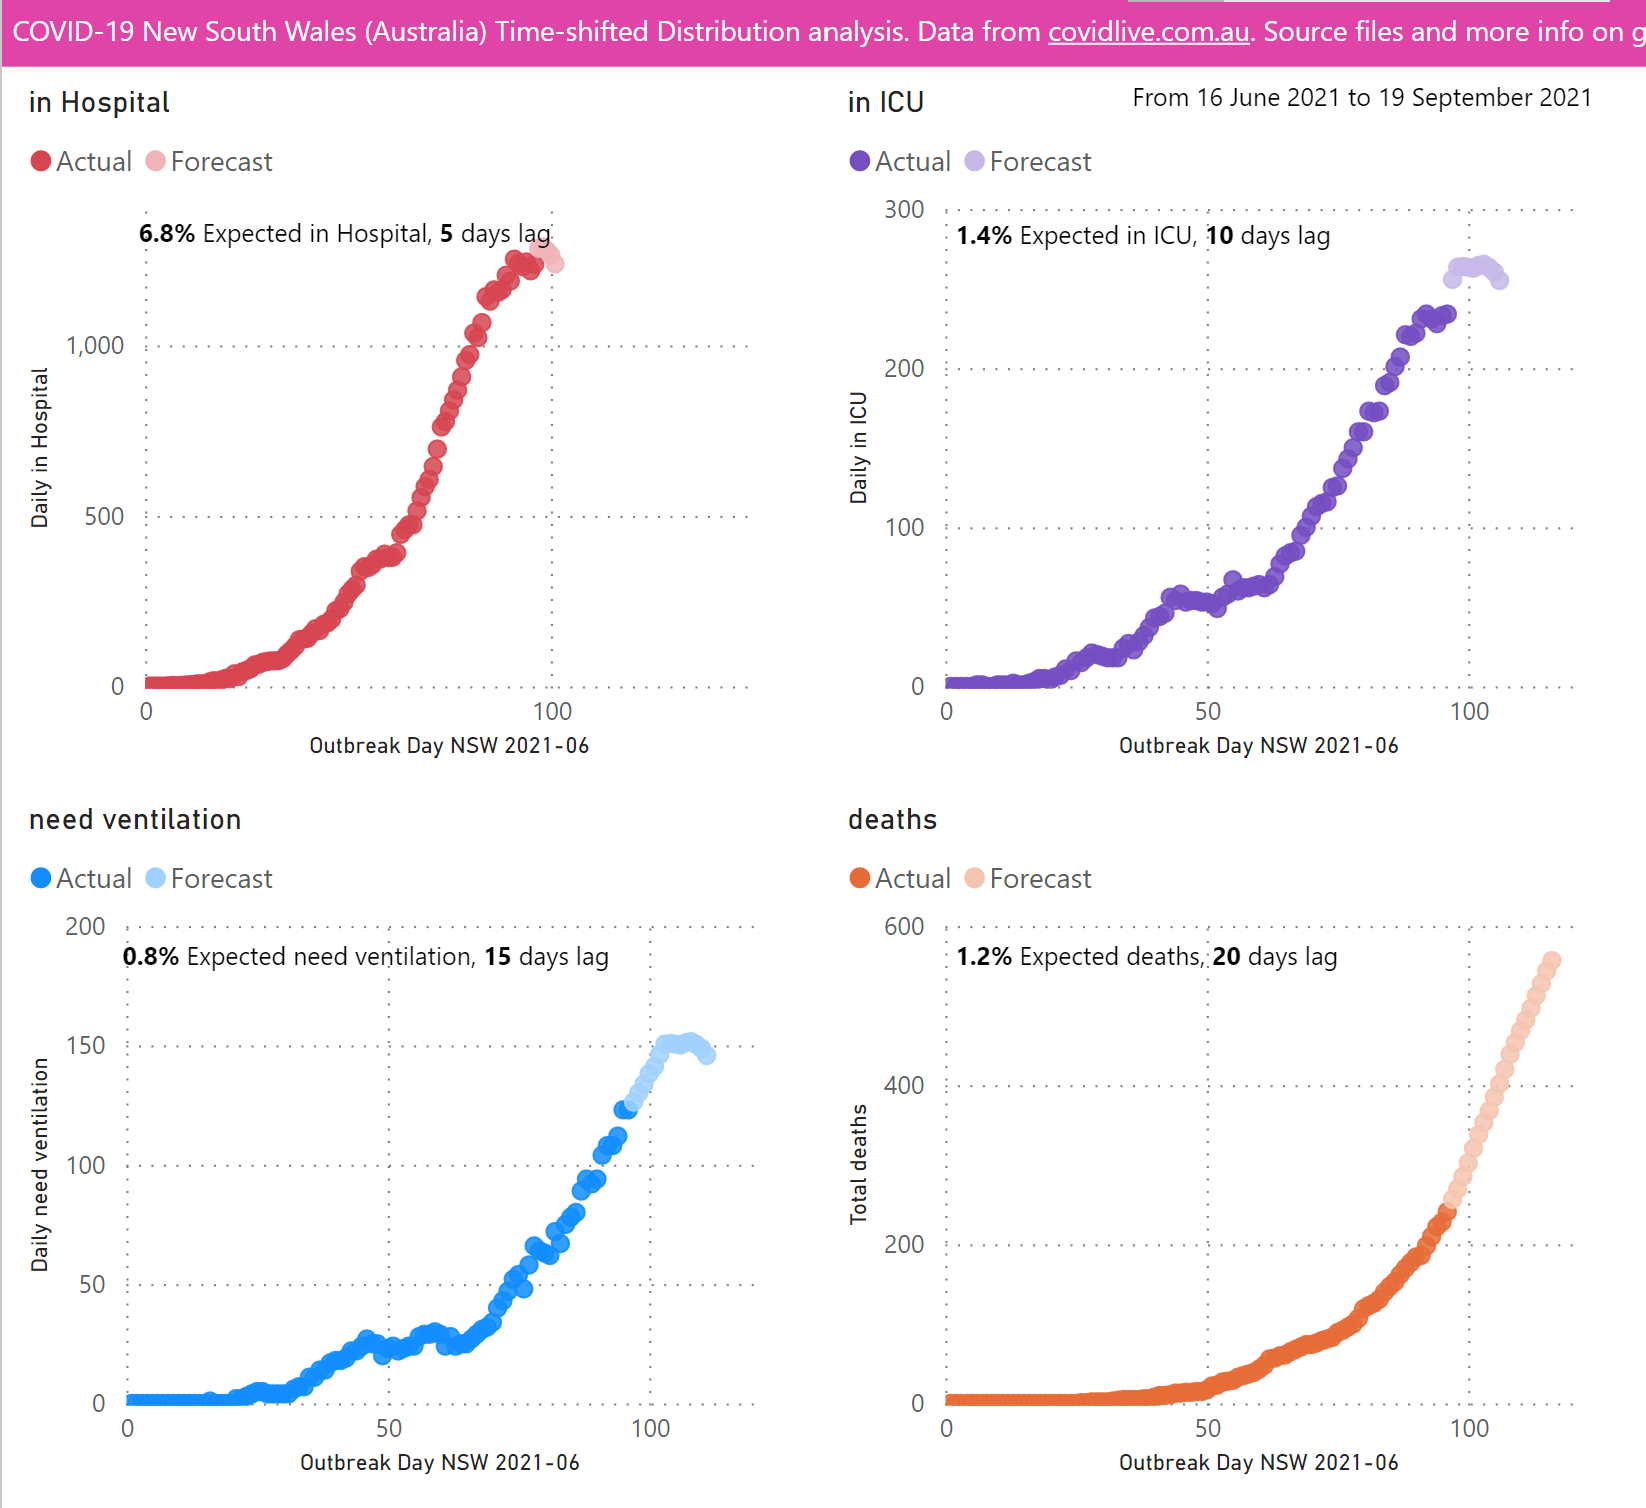 COVID-19 New South Wales (Australia) Time-shifted Distribution analysis. Data from covidlive.com.au. Source files and more info on g
in Hospital
Actual Forecast
6.8% Expected in Hospital, 5 days lag
Daily in Hospital
1,000
500
0
0 100
Outbreak Day NSW 2021-06
in ICU
From 16 June 2021 to 19 September 2021
Actual Forecast
1.4% Expected in ICU, 10 days lag
Daily in ICU
300
200
100
0
0 50 100
Outbreak Day NSW 2021-06
need ventilation
Actual Forecast
0.8% Expected need ventilation, 15 days lag
Daily need ventilation
200
150
100
50
0
0 50 100
Outbreak Day NSW 2021-06
deaths
Actual Forecast
1.2% Expected deaths, 20 days lag
Total deaths
600
400
200
0
0 50 100
Outbreak Day NSW 2021-06